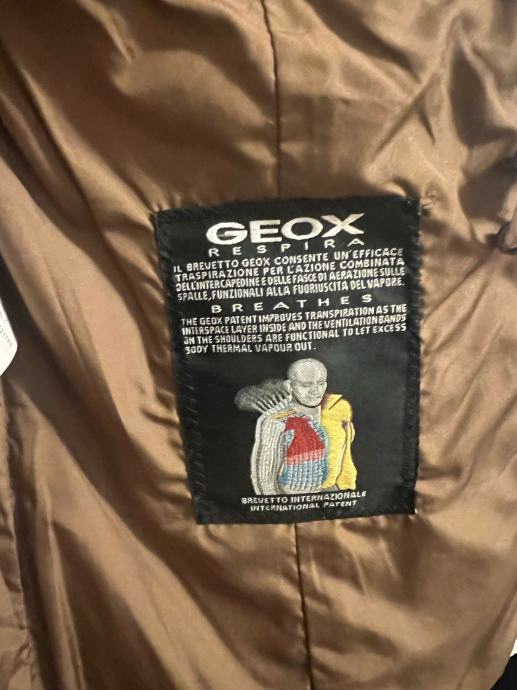 GEOX
RESPIRA
IL BREVETTO GEOX CONSENTE UN'EFFICACE
TRASPIRAZIONE PER L'AZIONE COMBINATA
DELL'INTERCAPEDINE E DELLE FASCE DI AERAZIONE SULLE
SPALLE, FUNZIONALI ALLA FUORIUSCITA DEL VAPORE.
BREATHES
THE GEOX PATENT IMPROVES TRANSPIRATION AS THE
INTERSPACE LAYER INSIDE AND THE VENTILATION BANDS
ON THE SHOULDERS ARE FUNCTIONAL TO LET EXCESS
BODY THERMAL VAPOUR OUT.
BREVETTO INTERNAZIONALE
INTERNATIONAL PATENT